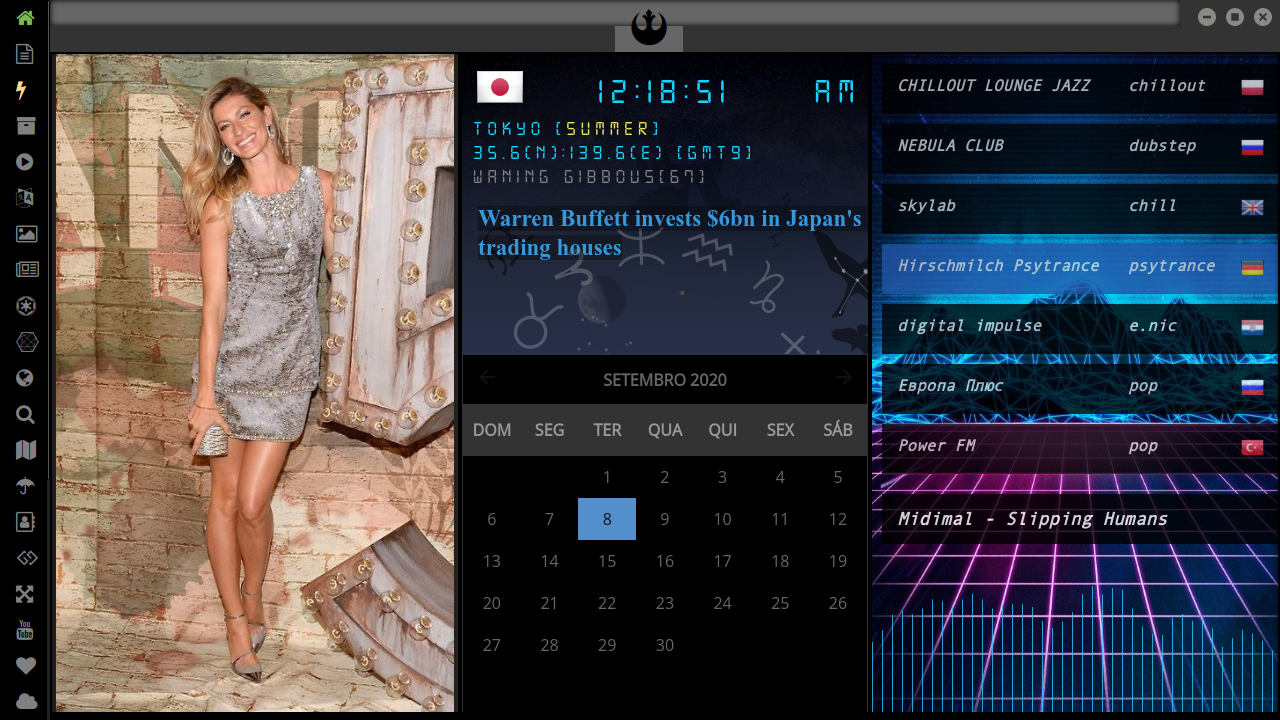 12:18:51 AM
TOKYO (SUMMER)
35.6(N):139.6(E) (GMT9)
WANING GIBBOUS(67)
Warren Buffett invests $6bn in Japan's
trading houses
SETEMBRO 2020
DOM SEG TER QUA QUI SEX SÁB
1 2 3 4 5
6 7 8 9 10 11 12
13 14 15 16 17 18 19
20 21 22 23 24 25 26
27 28 29 30
CHILLOUT LOUNGE JAZZ chillout
NEBULA CLUB dubstep
skylab chill
Hirschmilch Psytrance psytrance
digital impulse e.nic
Европа Плюс pop
Power FM pop
Midimal - Slipping Humans
You
Tube